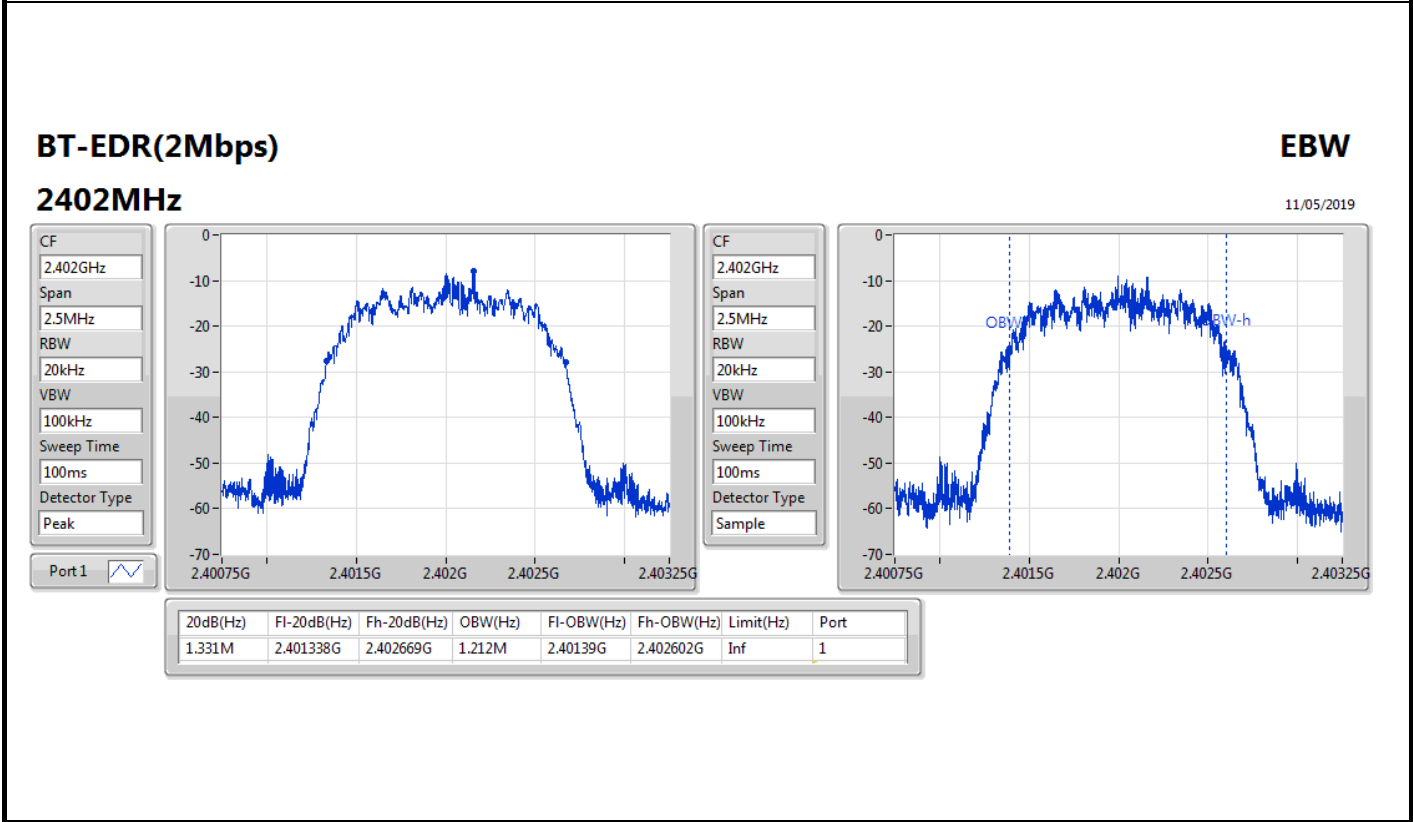 BT-EDR(2Mbps)
EBW
2402MHz
11/05/2019
CF
2.402GHz
Span
2.5MHz
RBW
20kHz
VBW
100kHz
Sweep Time
100ms
Detector Type
Peak
Port 1
0
-10
-20
-30
-40
-50
-60
-70
2.40075G 2.4015G 2.402G 2.4025G 2.40325G
CF
2.402GHz
Span
2.5MHz
RBW
20kHz
VBW
100kHz
Sweep Time
100ms
Detector Type
Sample
0
-10
-20
-30
-40
-50
-60
-70
2.40075G 2.4015G 2.402G 2.4025G 2.40325G
20dB(Hz) Fl-20dB(Hz) Fh-20dB(Hz) OBW(Hz) Fl-OBW(Hz) Fh-OBW(Hz) Limit(Hz) Port
1.331M 2.401338G 2.402669G 1.212M 2.40139G 2.402602G Inf 1